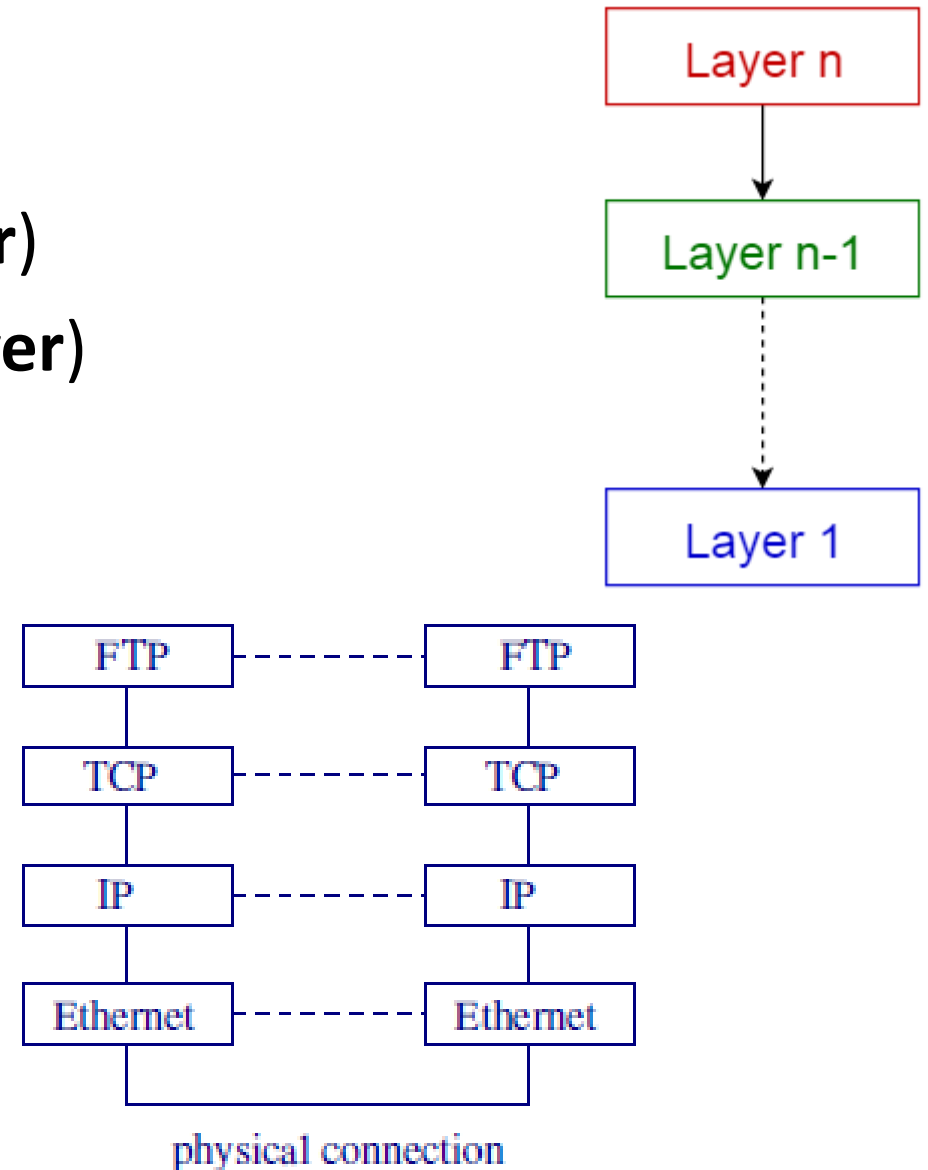 Layer n
r)
Layer n-1
er)
Layer 1
FTP FTP
TCP TCP
IP IP
Ethernet Ethernet
physical connection